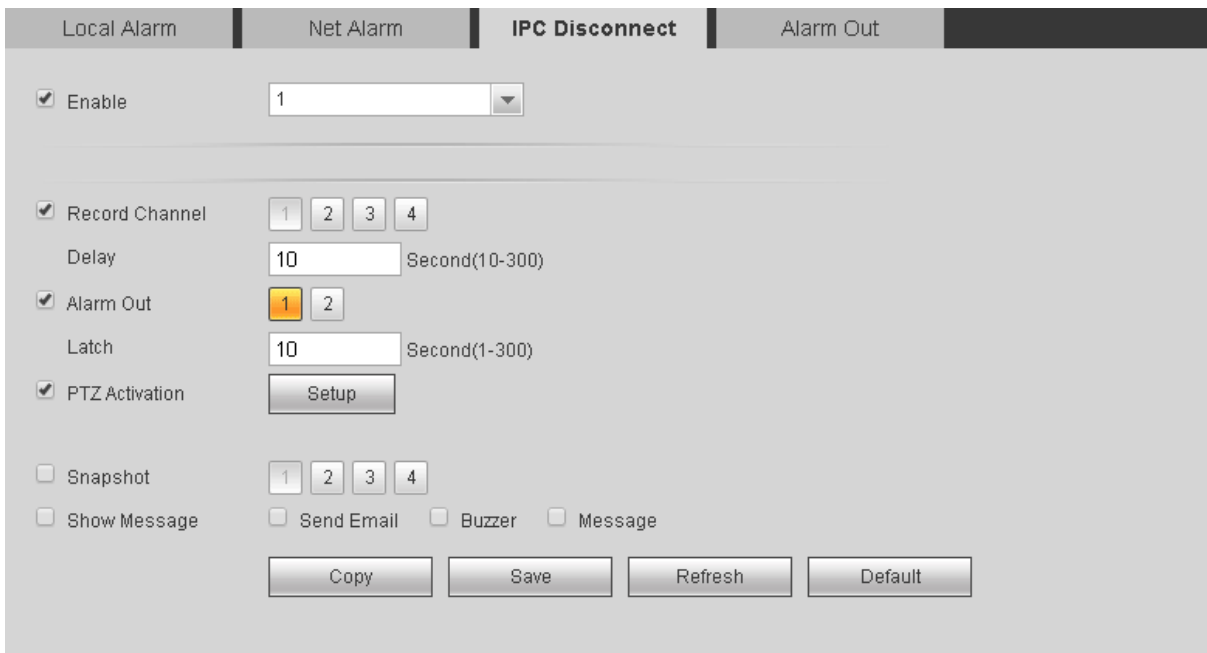 Local Alarm Net Alarm IPC Disconnect Alarm Out
Enable 1
Record Channel 1 2 3 4
Delay 10 Second(10-300)
Alarm Out 1 2
Latch 10 Second(1-300)
PTZ Activation Setup
Snapshot 1 2 3 4
Show Message Send Email Buzzer Message
Copy Save Refresh Default